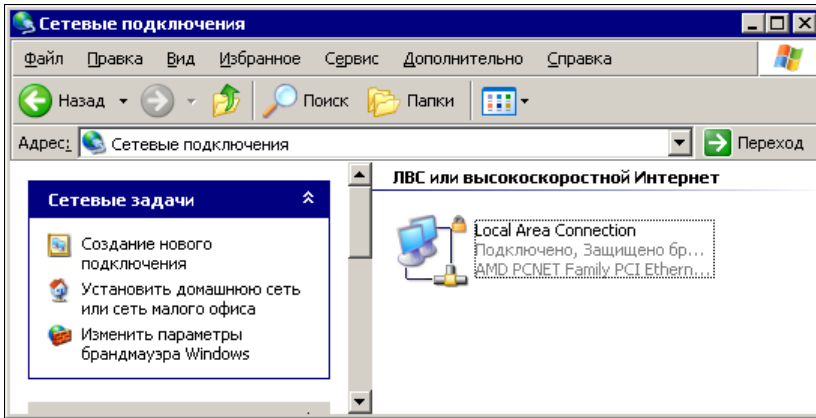 Сетевые подключения
Файл Правка Вид Избранное Сервис Дополнительно Справка
Назад Поиск Папки
Адрес: Сетевые подключения Переход
Сетевые задачи
Создание нового
подключения
Установить домашнюю сеть
или сеть малого офиса
Изменить параметры
брандмауэра Windows
ЛВС или высокоскоростной Интернет
Local Area Connection
Подключено, Защищено бр...
AMD PCNET Family PCI Ethern...